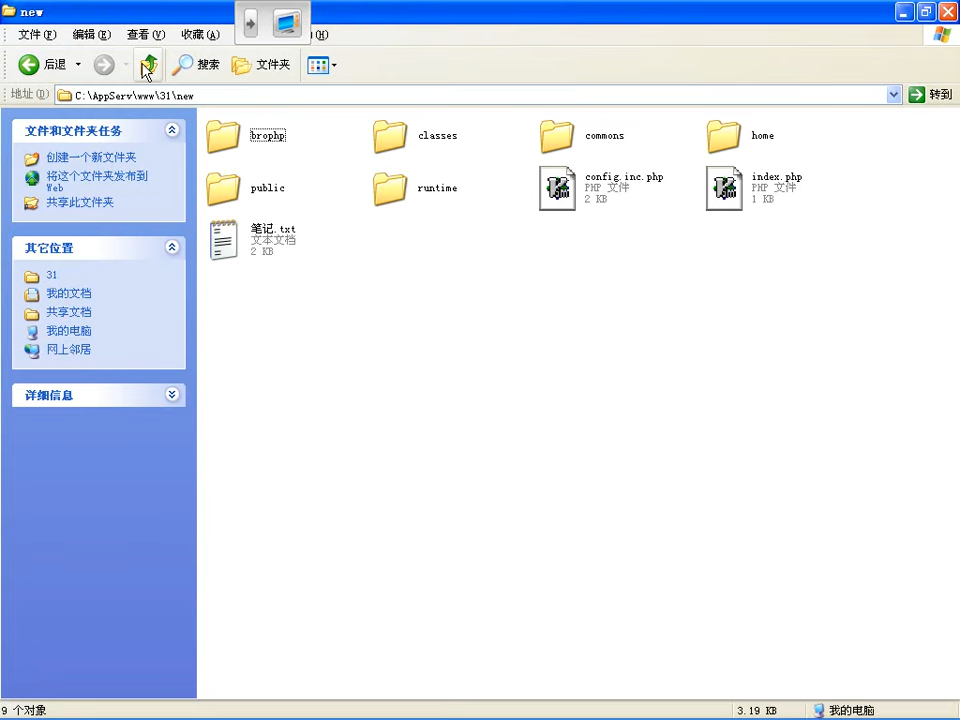 new
文件(F) 编辑(E) 查看(V) 收藏(A) (H)
后退 搜索 文件夹
地址(D) C:\AppServ\www\31\new 转到
文件和文件夹任务
创建一个新文件夹
将这个文件夹发布到
Web
共享此文件夹
其它位置
31
我的文档
共享文档
我的电脑
网上邻居
详细信息
brophp
classes
commons
home
public
runtime
config.inc.php
PHP 文件
2 KB
index.php
PHP 文件
1 KB
笔记.txt
文本文档
2 KB
9 个对象 3.19 KB 我的电脑